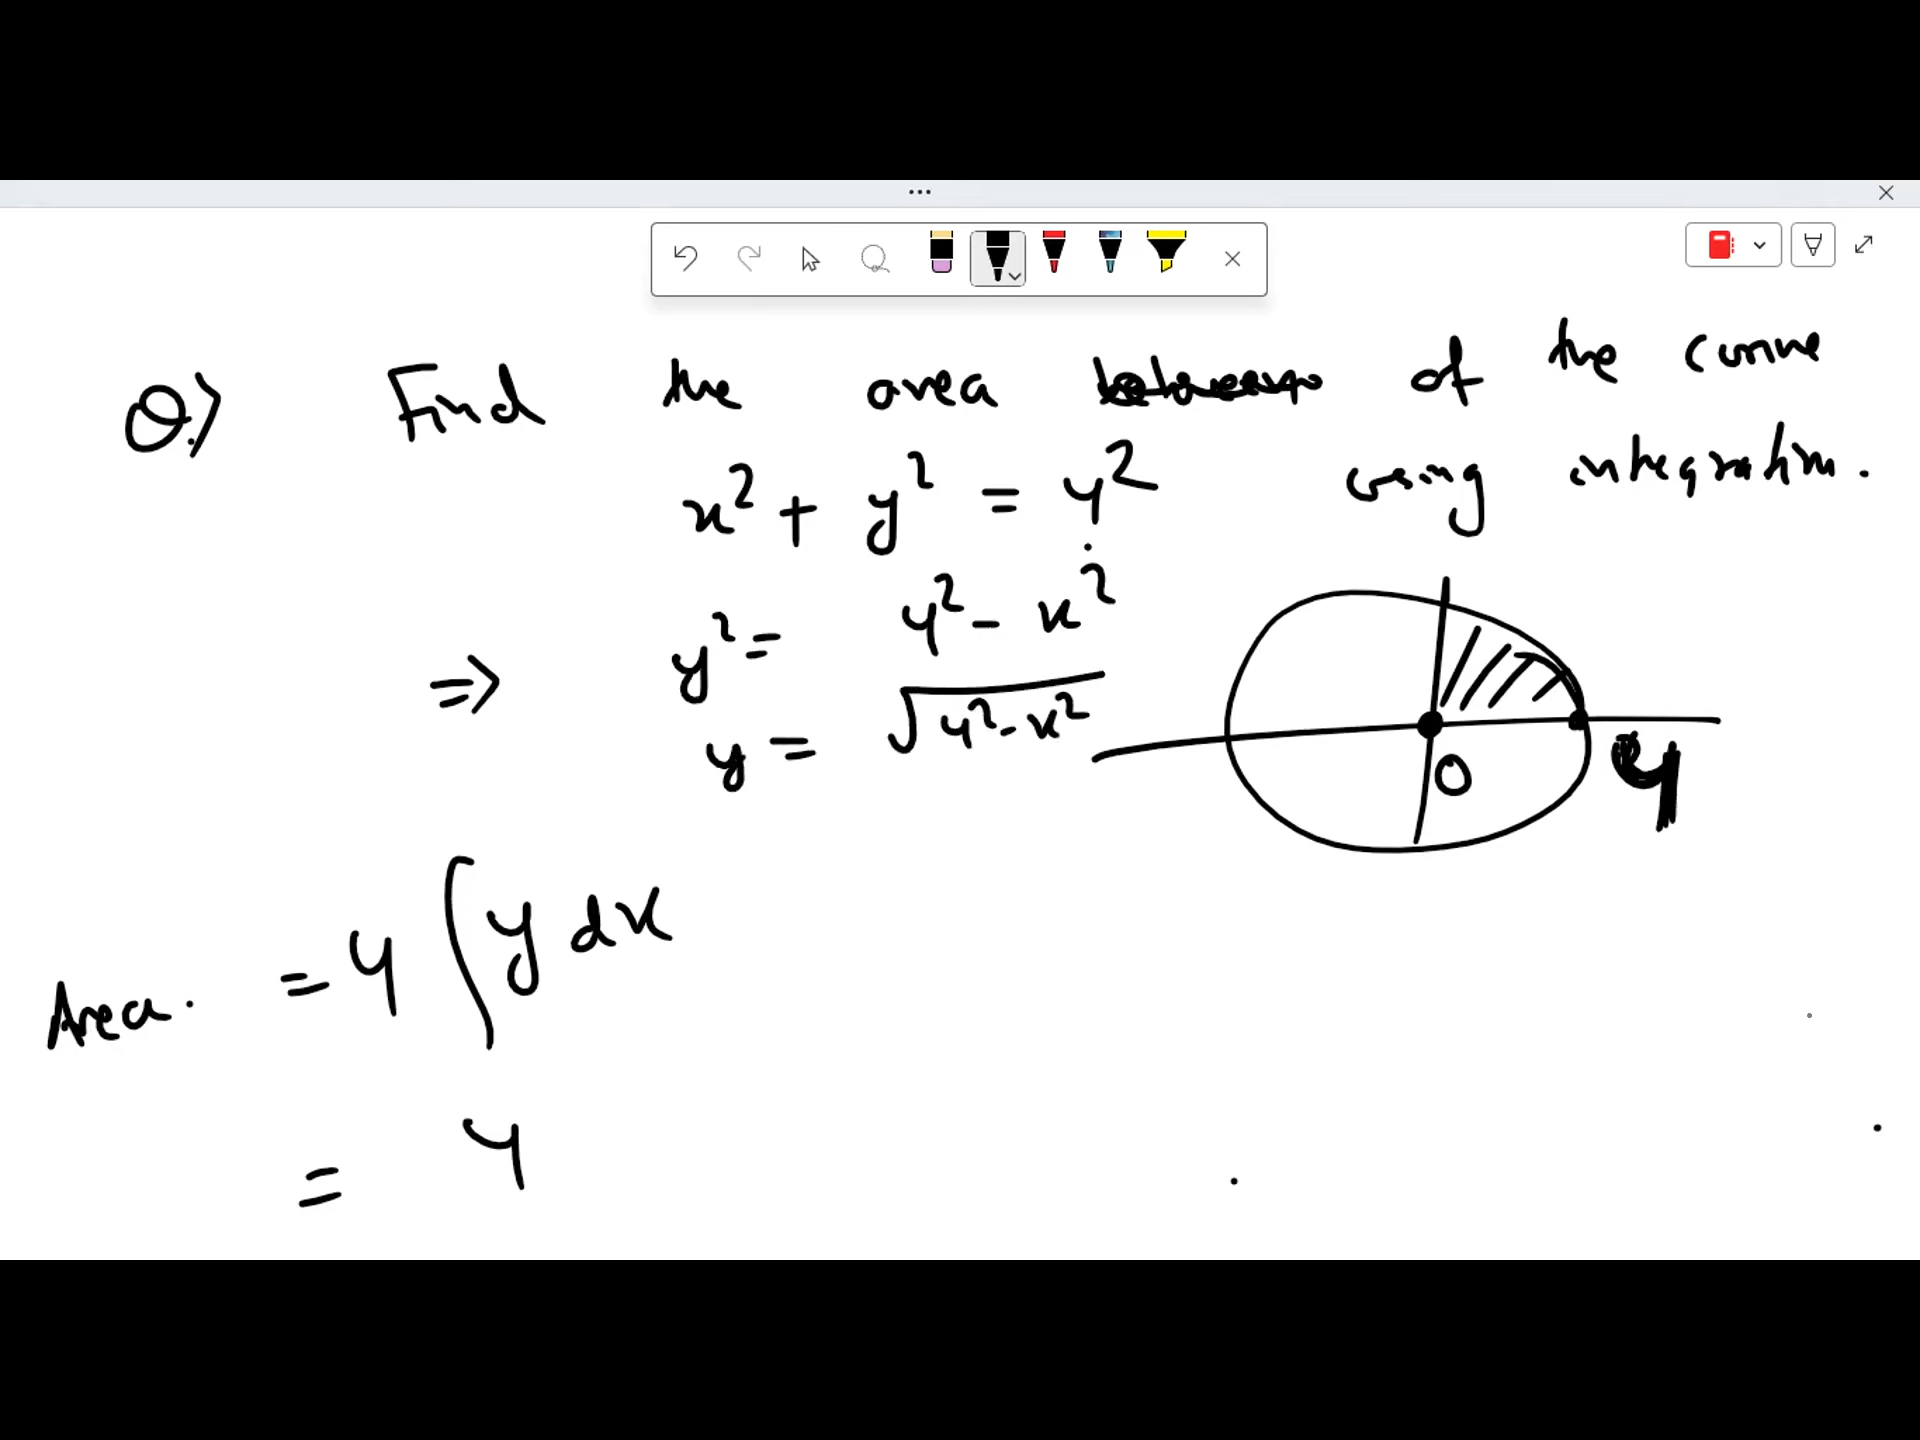 Q.) Find the area of the curve
x² + y² = 4² using integration.
⇒ y² = 4² - x²
y = √(4² - x²)
0 4
Area. = 4 ∫ y dx
= 4